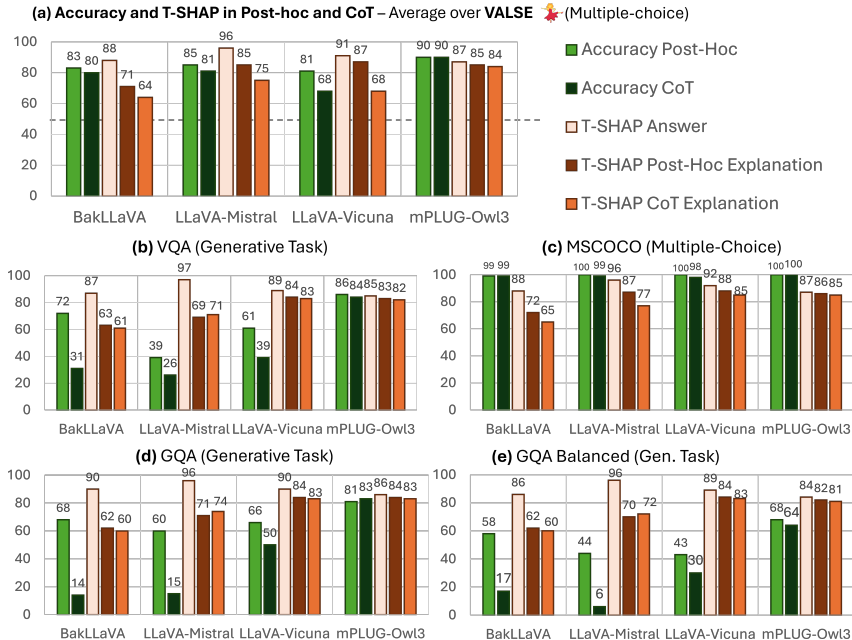 (a) Accuracy and T-SHAP in Post-hoc and CoT – Average over VALSE (Multiple-choice)
100
80
60
40
20
0
83 80 88 71 64
85 81 96 85 75
81 68 91 87 68
90 90 87 85 84
BakLLaVA LLaVA-Mistral LLaVA-Vicuna mPLUG-Owl3
Accuracy Post-Hoc
Accuracy CoT
T-SHAP Answer
T-SHAP Post-Hoc Explanation
T-SHAP CoT Explanation
(b) VQA (Generative Task)
100
80
60
40
20
0
72 31 87 63 61
39 26 97 69 71
61 39 89 84 83
86 84 85 83 82
BakLLaVA LLaVA-Mistral LLaVA-Vicuna mPLUG-Owl3
(c) MSCOCO (Multiple-Choice)
100
80
60
40
20
0
99 99 88 72 65
100 99 96 87 77
100 98 92 88 85
100 100 87 86 85
BakLLaVA LLaVA-Mistral LLaVA-Vicuna mPLUG-Owl3
(d) GQA (Generative Task)
100
80
60
40
20
0
68 14 90 62 60
60 15 96 71 74
66 50 90 84 83
81 83 86 84 83
BakLLaVA LLaVA-Mistral LLaVA-Vicuna mPLUG-Owl3
(e) GQA Balanced (Gen. Task)
100
80
60
40
20
0
58 17 86 62 60
44 6 96 70 72
43 30 89 84 83
68 64 84 82 81
BakLLaVA LLaVA-Mistral LLaVA-Vicuna mPLUG-Owl3